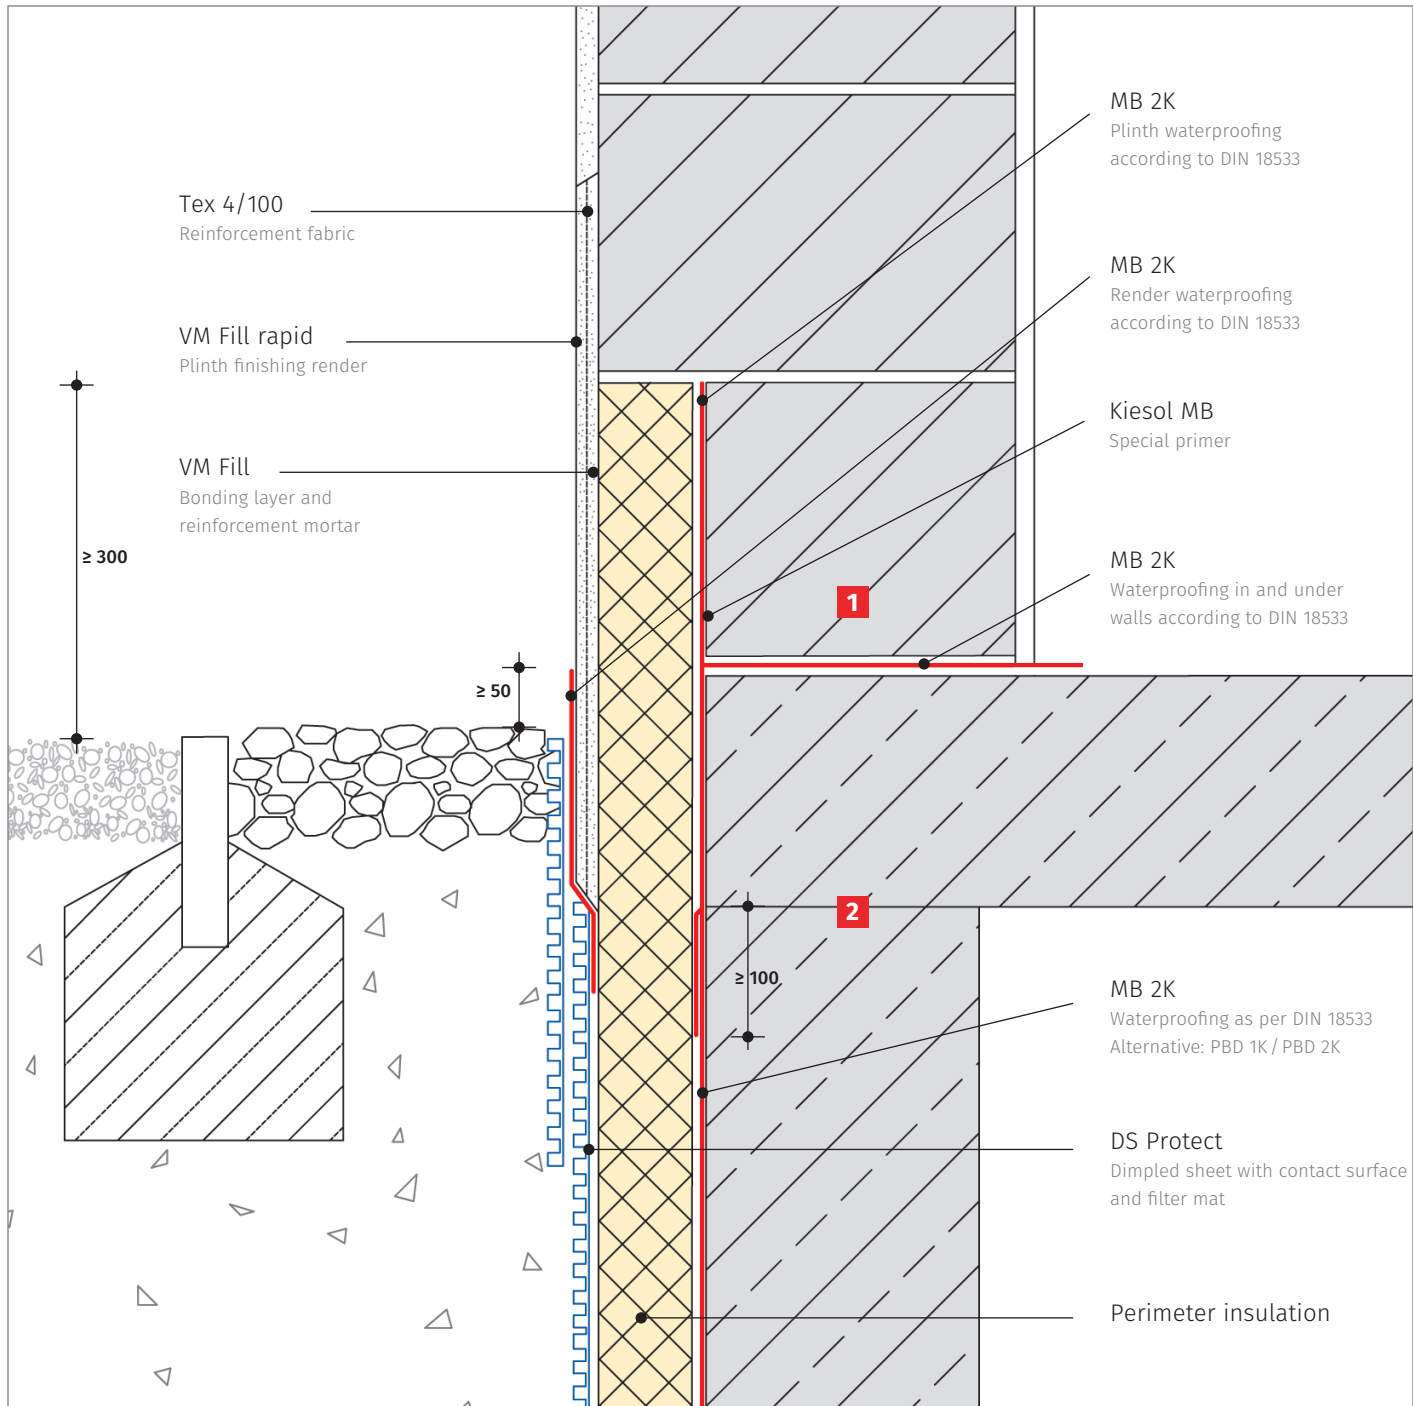 Tex 4/100
Reinforcement fabric
VM Fill rapid
Plinth finishing render
VM Fill
Bonding layer and
reinforcement mortar
≥ 300
≥ 50
≥ 100
1
2
MB 2K
Plinth waterproofing
according to DIN 18533
MB 2K
Render waterproofing
according to DIN 18533
Kiesol MB
Special primer
MB 2K
Waterproofing in and under
walls according to DIN 18533
MB 2K
Waterproofing as per DIN 18533
Alternative: PBD 1K / PBD 2K
DS Protect
Dimpled sheet with contact surface
and filter mat
Perimeter insulation